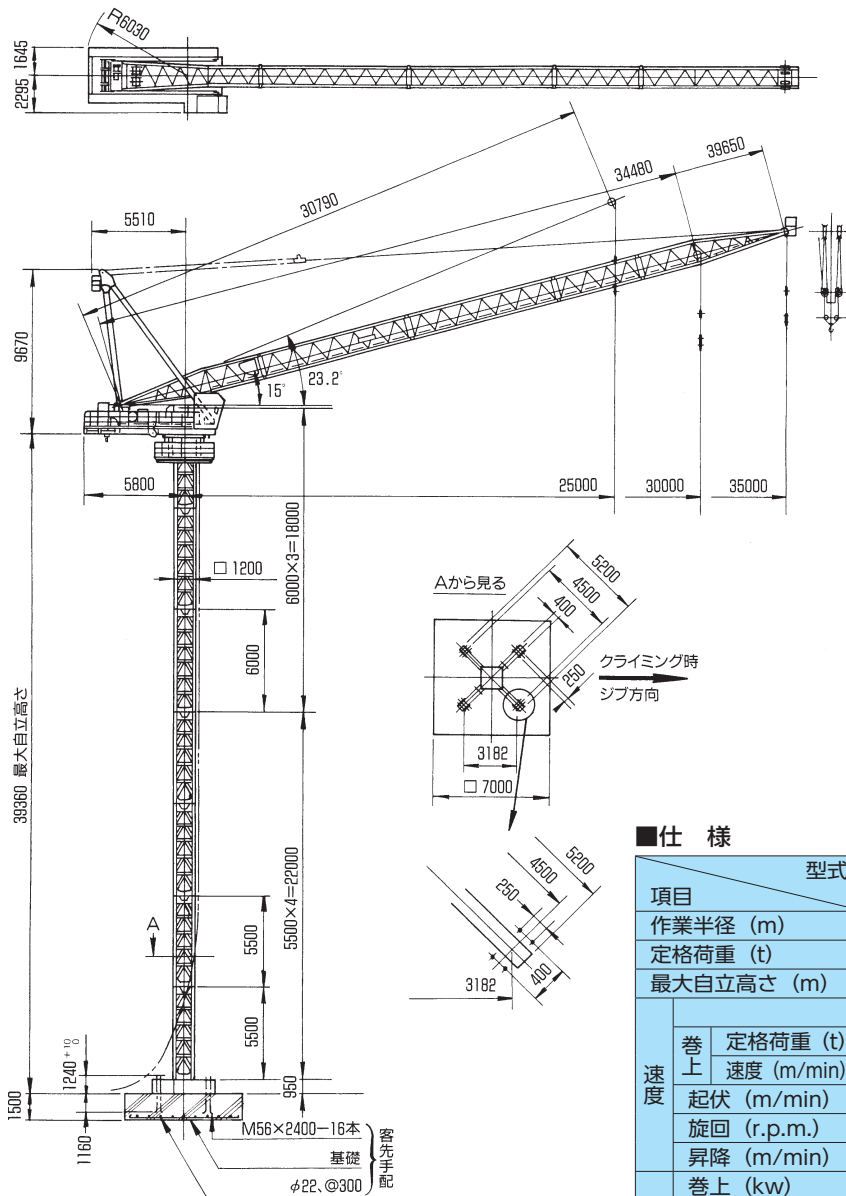 R6030
1645
2295
30790
34480
39650
5510
9670
15°
23.2°
5800
25000
30000
35000
□1200
6000×3=18000
6000
39360 最大自立高さ
5500×4=22000
A
5500
5500
1240 +10 0
950
1500
1160
M56×2400-16本
基礎
φ22、@300
客先手配
Aから見る
5200
4500
400
250
クライミング時
ジブ方向
3182
□7000
5200
4500
250
3182
400
■仕 様
型式
項目
作業半径 (m)
定格荷重 (t)
最大自立高さ (m)
速度
巻上
定格荷重 (t)
速度 (m/min)
起伏 (m/min)
旋回 (r.p.m.)
昇降 (m/min)
巻上 (kw)